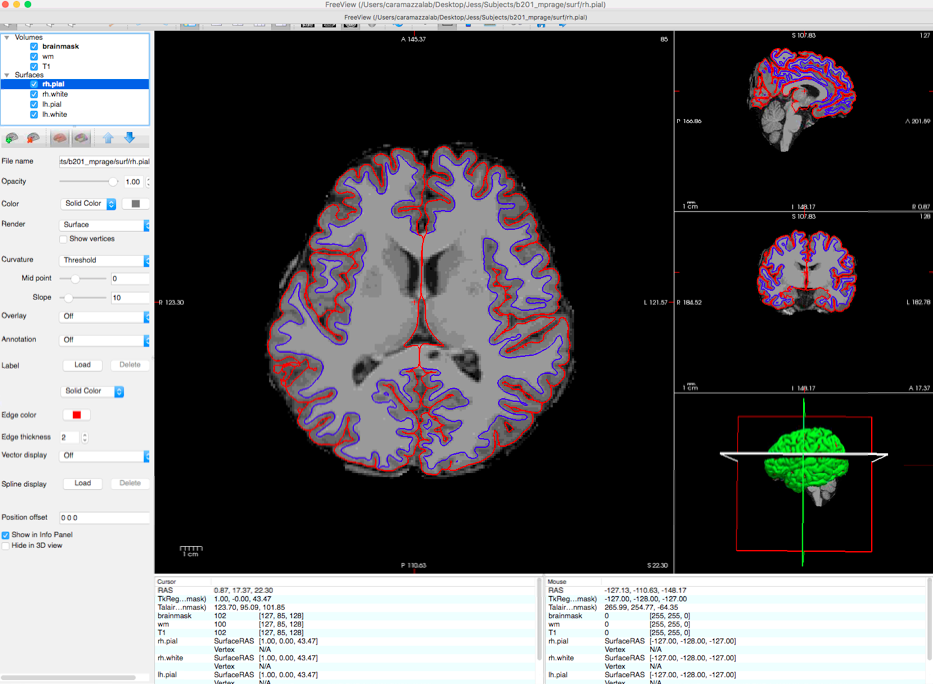 FreeView (/Users/caramazzalab/Desktop/Jess/Subjects/b201_mprage/surf/rh.pial)
FreeView (/Users/caramazzalab/Desktop/Jess/Subjects/b201_mprage/surf/rh.pial)
Volumes
brainmask
wm
T1
Surfaces
rh.pial
rh.white
lh.pial
lh.white
File name ts/b201_mprage/surf/rh.pial
Opacity 1.00
Color Solid Color
Render Surface
Show vertices
Curvature Threshold
Mid point 0
Slope 10
Overlay Off
Annotation Off
Label Load Delete
Solid Color
Edge color
Edge thickness 2
Vector display Off
Spline display Load Delete
Position offset 0 0 0
Show in Info Panel
Hide in 3D view
A 145.37 85
R 123.30 L 121.57
1 cm
P 110.63 S 22.30
S 107.83 127
P 166.86 A 201.59
1 cm
I 148.17 R 0.87
S 107.83 128
R 184.52 L 182.78
1 cm
I 148.17 A 17.37
Cursor
RAS 0.87, 17.37, 22.30
TkReg...mask) 1.00, -0.00, 43.47
Talair...nmask) 123.70, 95.09, 101.85
brainmask 102 [127, 85, 128]
wm 100 [127, 85, 128]
T1 102 [127, 85, 128]
rh.pial SurfaceRAS [1.00, 0.00, 43.47]
Vertex N/A
rh.white SurfaceRAS [1.00, 0.00, 43.47]
Vertex N/A
lh.pial SurfaceRAS [1.00, 0.00, 43.47]
Vertex N/A
Mouse
RAS -127.13, -110.63, -148.17
TkReg...mask) -127.00, -128.00, -127.00
Talair...nmask) 265.99, 254.77, -64.35
brainmask 0 [255, 255, 0]
wm 0 [255, 255, 0]
T1 0 [255, 255, 0]
rh.pial SurfaceRAS [-127.00, -128.00, -127.00]
Vertex N/A
rh.white SurfaceRAS [-127.00, -128.00, -127.00]
Vertex N/A
lh.pial SurfaceRAS [-127.00, -128.00, -127.00]
Vertex N/A